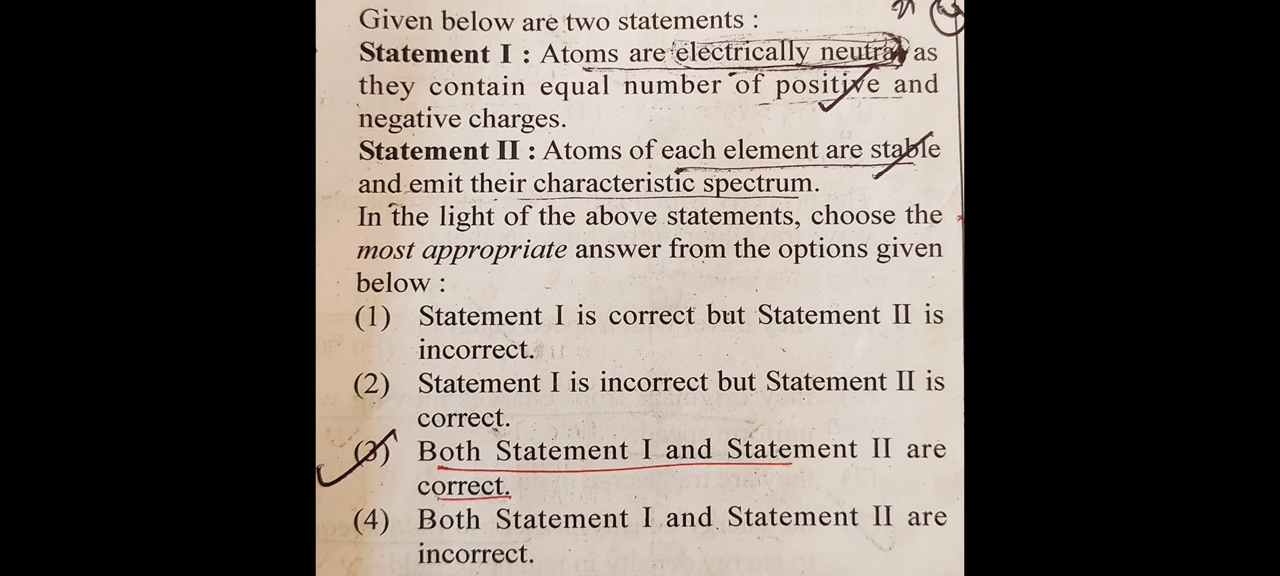 Given below are two statements :
Statement I : Atoms are electrically neutral as
they contain equal number of positive and
negative charges.
Statement II : Atoms of each element are stable
and emit their characteristic spectrum.
In the light of the above statements, choose the
most appropriate answer from the options given
below :
(1) Statement I is correct but Statement II is
incorrect.
(2) Statement I is incorrect but Statement II is
correct.
(3) Both Statement I and Statement II are
correct.
(4) Both Statement I and Statement II are
incorrect.